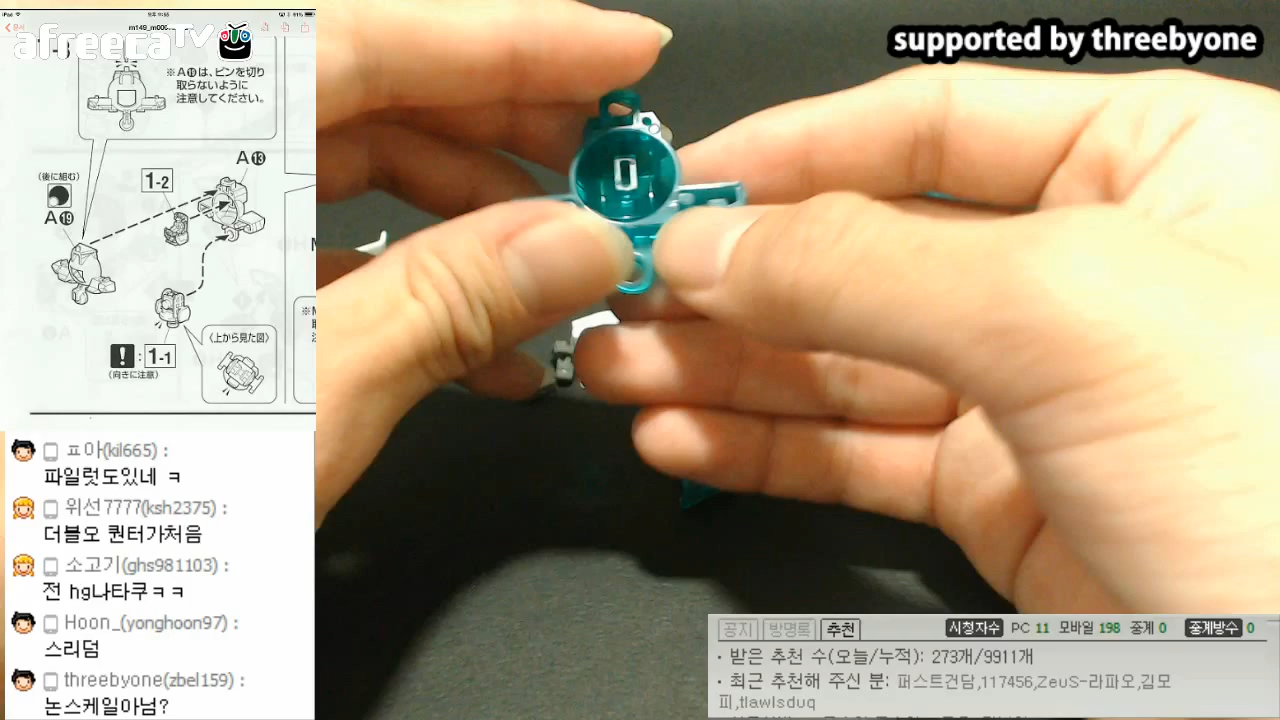 iPad
91%
m149_m006
afreecaTV
1-3
※A⑲は、ピンを切り
取らないように
注意してください。
A⑬
(後に組む)
1-2
A⑲
〈上から見た図〉
! : 1-1
(向きに注意)
supported by threebyone
ㅍ아(kil665) :
파일럿도있네 ㅋ
위선7777(ksh2375) :
더블오 퀀터가처음
소고기(ghs981103) :
전 hg나타쿠ㅋㅋ
Hoon_(yonghoon97) :
스리덤
threebyone(zbel159) :
논스케일아넘?
공지 방명록 추천 시청자수 PC 11 모바일 198 중계 0 중계방수 0
· 받은 추천 수(오늘/누적): 273개/9911개
· 최근 추천해 주신 분: 퍼스트건담,117456,ZeuS-라파오,김모
피,tlawlsduq